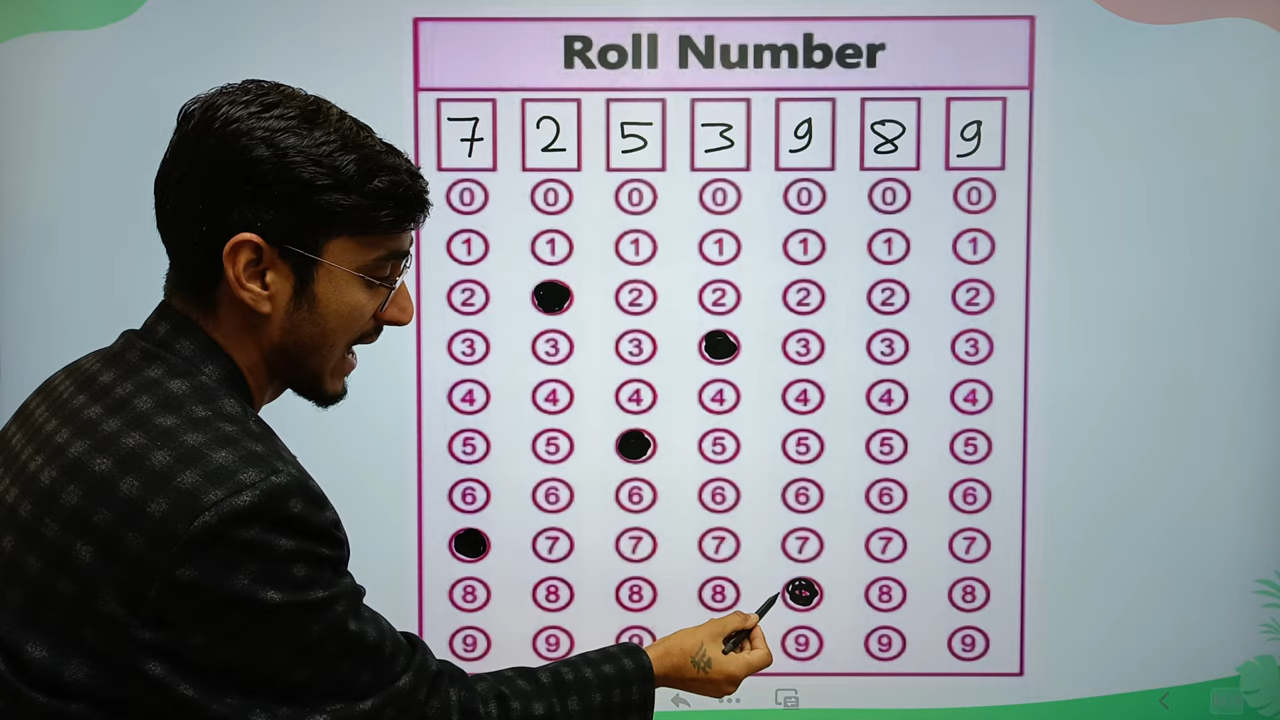 Roll Number
7 2 5 3 9 8 9
0 0 0 0 0 0 0
1 1 1 1 1 1 1
2 2 2 2 2 2
3 3 3 3 3 3
4 4 4 4 4 4 4
5 5 5 5 5 5
6 6 6 6 6 6 6
7 7 7 7 7 7
8 8 8 8 8 8
9 9 9 9 9